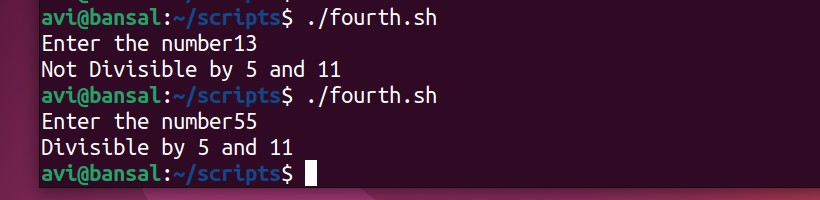 avi@bansal:~/scripts$ ./fourth.sh
Enter the number13
Not Divisible by 5 and 11
avi@bansal:~/scripts$ ./fourth.sh
Enter the number55
Divisible by 5 and 11
avi@bansal:~/scripts$